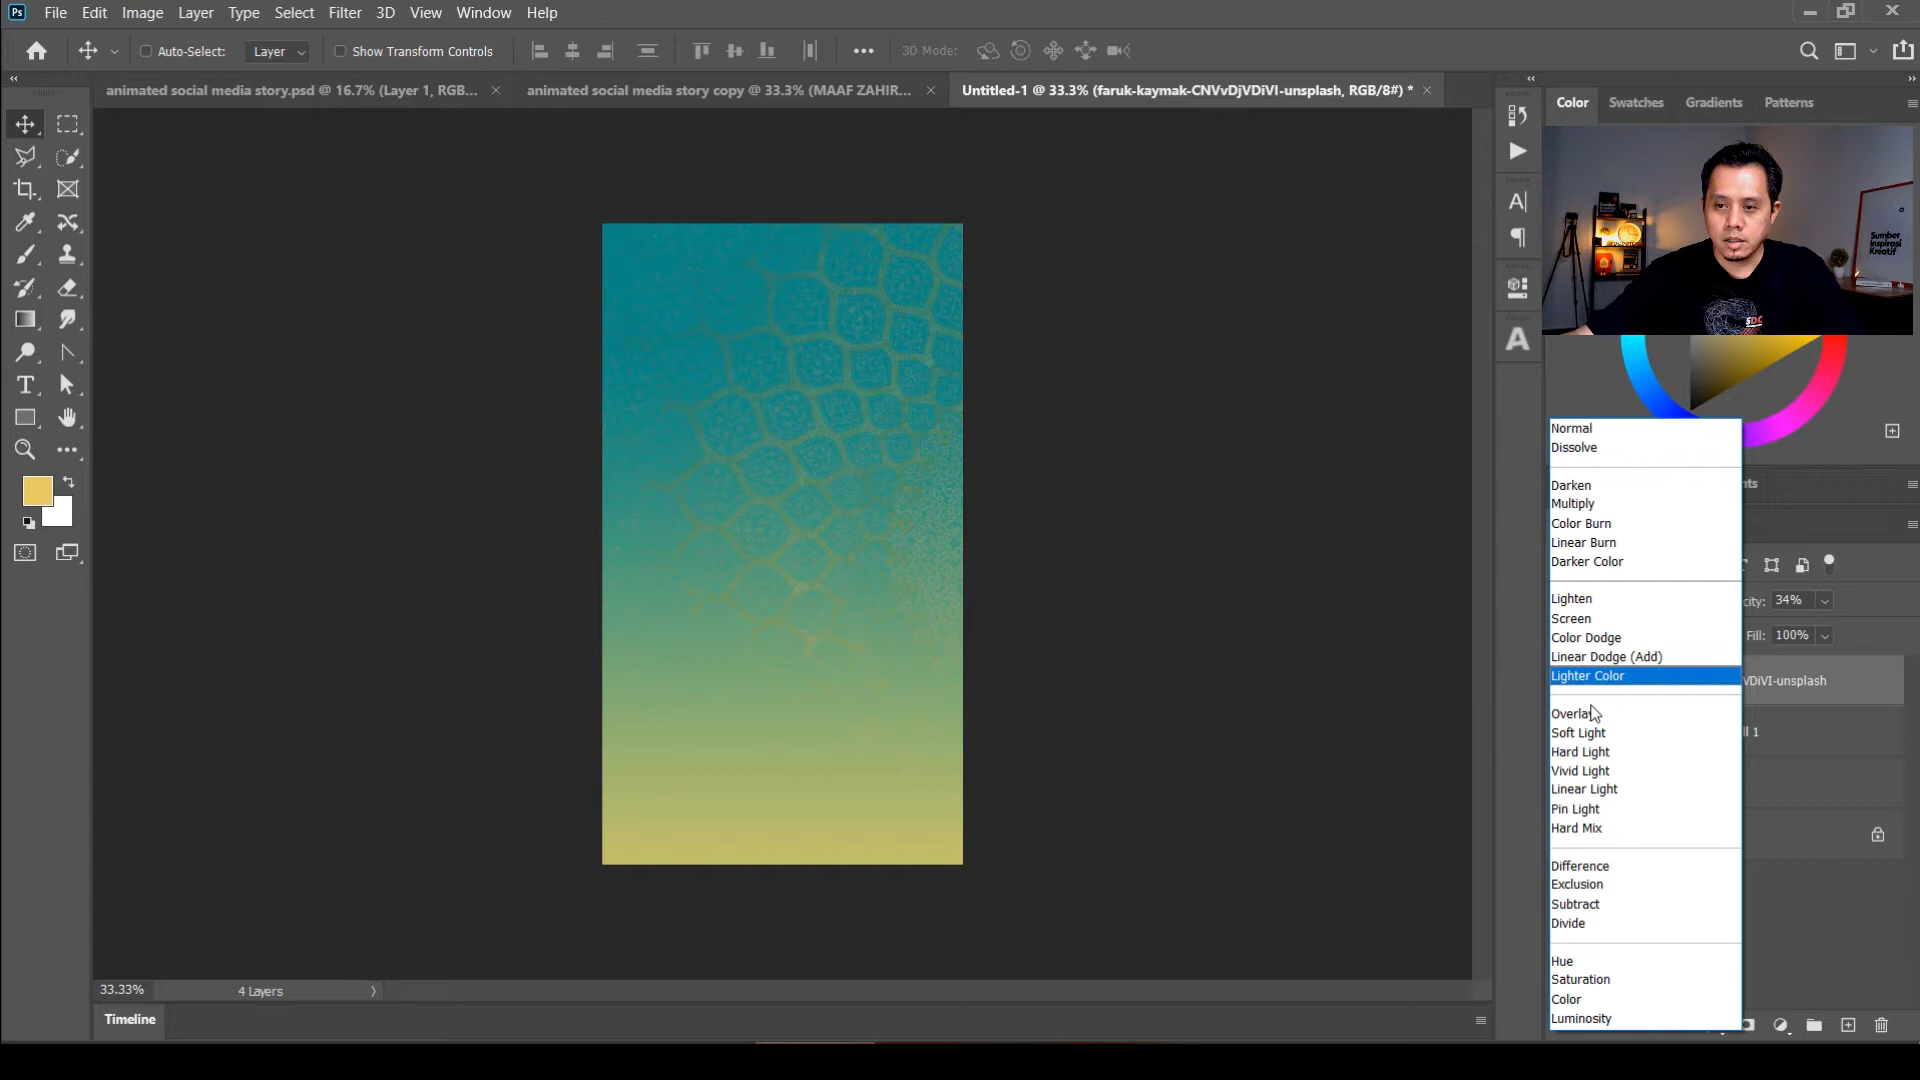 Ps File Edit Image Layer Type Select Filter 3D View Window Help
Auto-Select: Layer Show Transform Controls 3D Mode:
animated social media story.psd @ 16.7% (Layer 1, RGB... animated social media story copy @ 33.3% (MAAF ZAHIR... Untitled-1 @ 33.3% (faruk-kaymak-CNVvDjVDiVI-unsplash, RGB/8#) *
Color Swatches Gradients Patterns
Sumber
Inspirasi
Kreatif
Normal
Dissolve
Darken
Multiply
Color Burn
Linear Burn
Darker Color
Lighten
Screen
Color Dodge
Linear Dodge (Add)
Lighter Color
Overlay
Soft Light
Hard Light
Vivid Light
Linear Light
Pin Light
Hard Mix
Difference
Exclusion
Subtract
Divide
Hue
Saturation
Color
Luminosity
nts
city: 34%
Fill: 100%
VDiVI-unsplash
ll 1
33.33% 4 Layers
Timeline